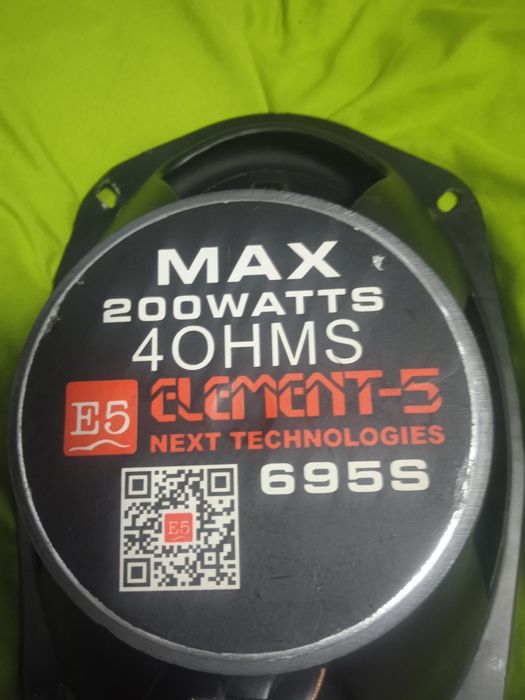 MAX
200WATTS
4OHMS
E5 ELEMENT-5
NEXT TECHNOLOGIES
695S
E5